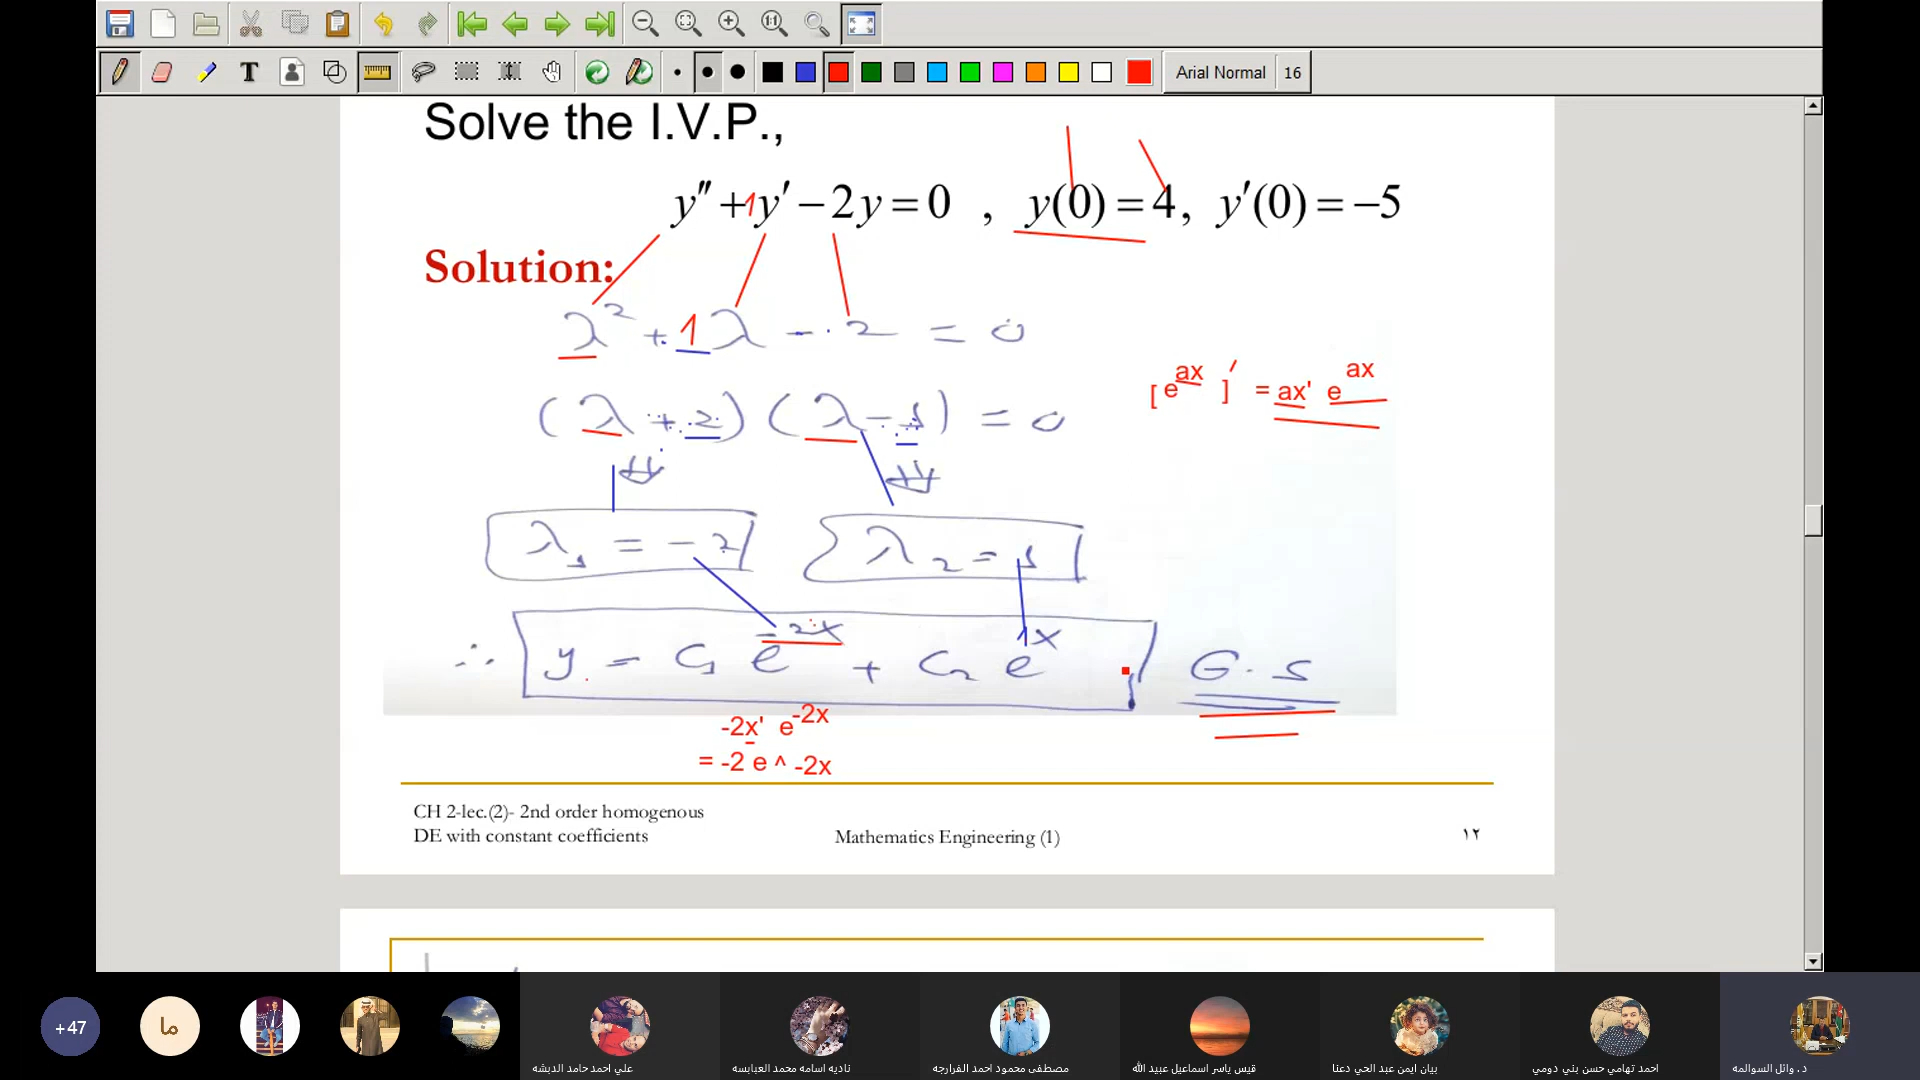 Arial Normal 16
Solve the I.V.P.,
y″ + 1y′ − 2y = 0 , y(0) = 4, y′(0) = −5
Solution:
λ² + 1λ − 2 = 0
[ e^ax ]′ = ax' e^ax
(λ + 2) (λ − 1) = 0
λ₁ = −2 λ₂ = 1
∴ y = C₁ e^−2x + C₂ e^1x G.S
-2x' e^-2x
= -2 e ^ -2x
CH 2-lec.(2)- 2nd order homogenous
DE with constant coefficients
Mathematics Engineering (1)
١٢
+47
ما
علي احمد حامد الدبشه
ناديه اسامه محمد العبابسه
مصطفى محمود احمد الفرارجه
قيس ياسر اسماعيل عبيد الله
بيان ايمن عبد الحي دعنا
احمد تهامي حسن بني دومي
د. وائل السوالمه